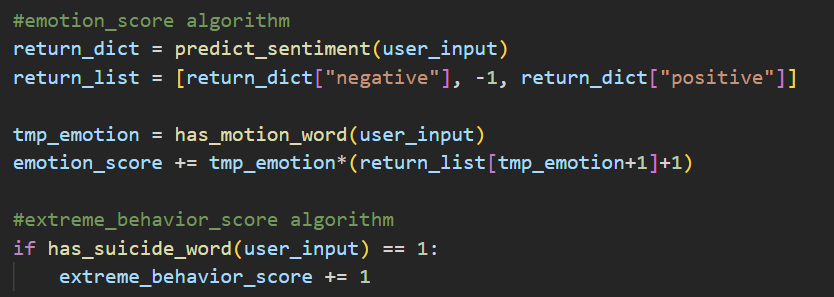 #emotion_score algorithm
return_dict = predict_sentiment(user_input)
return_list = [return_dict["negative"], -1, return_dict["positive"]]

tmp_emotion = has_motion_word(user_input)
emotion_score += tmp_emotion*(return_list[tmp_emotion+1]+1)

#extreme_behavior_score algorithm
if has_suicide_word(user_input) == 1:
    extreme_behavior_score += 1